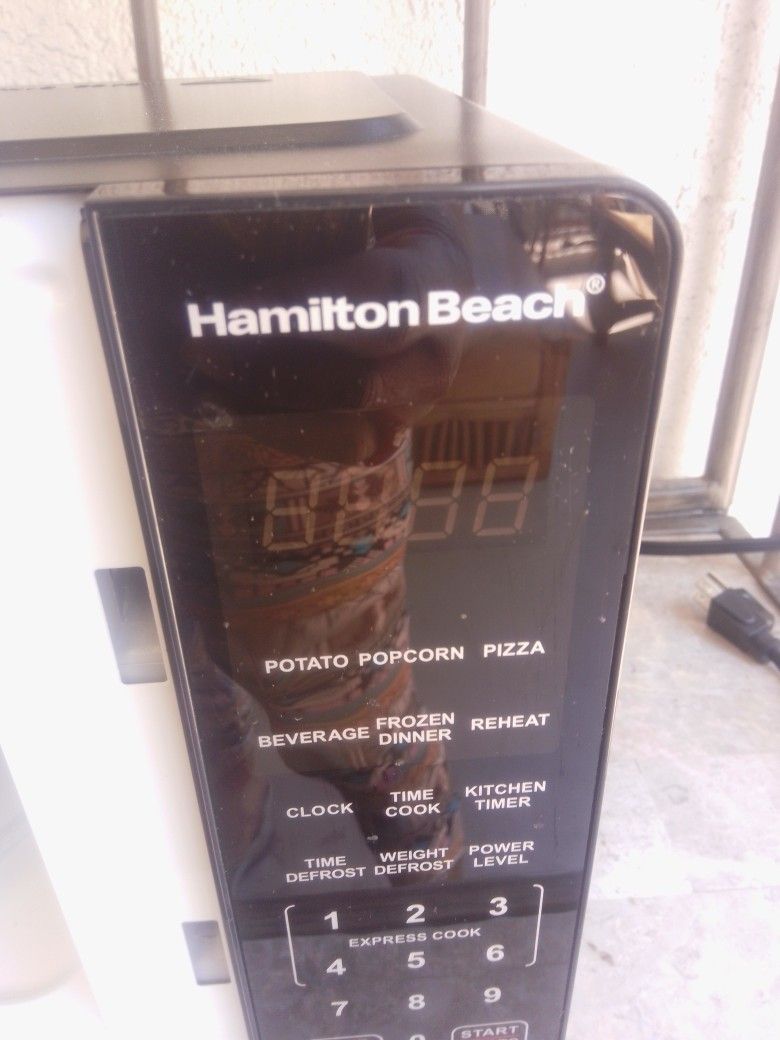 Hamilton Beach®
POTATO POPCORN PIZZA
BEVERAGE FROZEN DINNER REHEAT
CLOCK TIME COOK KITCHEN TIMER
TIME DEFROST WEIGHT DEFROST POWER LEVEL
1 2 3
EXPRESS COOK
4 5 6
7 8 9
0 START